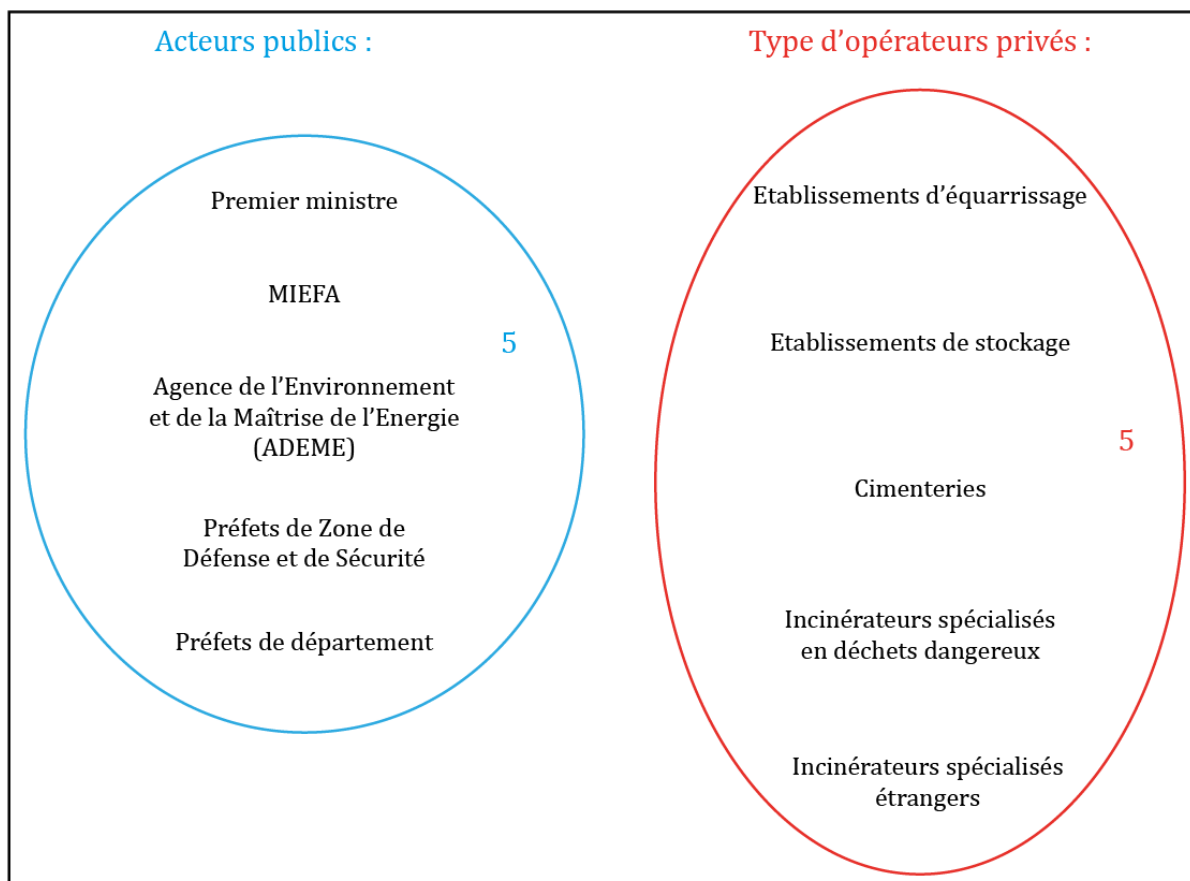 Acteurs publics :
Premier ministre
MIEFA
5
Agence de l’Environnement
et de la Maîtrise de l’Energie
(ADEME)
Préfets de Zone de
Défense et de Sécurité
Préfets de département
Type d’opérateurs privés :
Etablissements d’équarrissage
Etablissements de stockage
5
Cimenteries
Incinérateurs spécialisés
en déchets dangereux
Incinérateurs spécialisés
étrangers